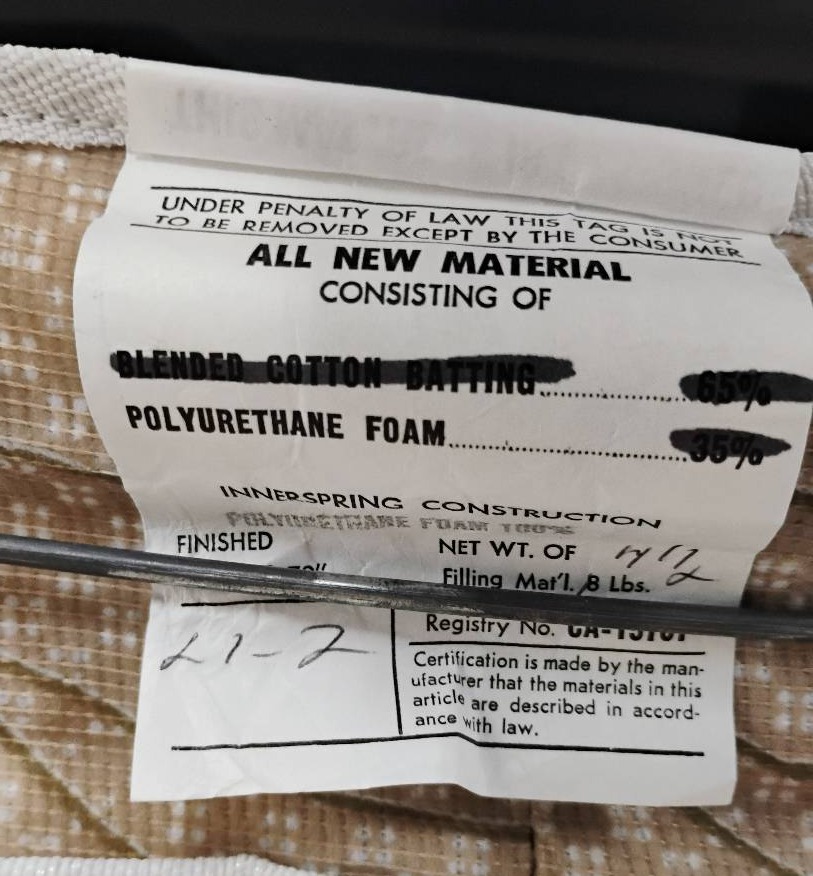 UNDER PENALTY OF LAW THIS TAG IS NOT
TO BE REMOVED EXCEPT BY THE CONSUMER
ALL NEW MATERIAL
CONSISTING OF
BLENDED COTTON BATTING....................65%
POLYURETHANE FOAM....................35%
INNERSPRING CONSTRUCTION
POLYURETHANE FOAM 100%
FINISHED
NET WT. OF
Filling Mat'l. 8 Lbs.
Registry No.
Certification is made by the man-
ufacturer that the materials in this
article are described in accord-
ance with law.